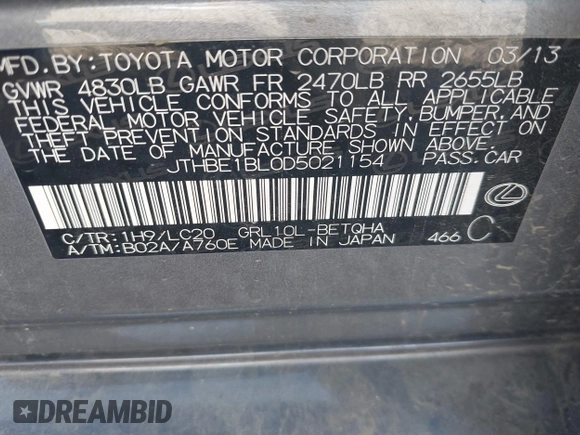 MFD.BY:TOYOTA MOTOR CORPORATION 03/13
GVWR 4830LB GAWR FR 2470LB RR 2655LB
THIS VEHICLE CONFORMS TO ALL APPLICABLE
FEDERAL MOTOR VEHICLE SAFETY,BUMPER,AND
THEFT PREVENTION STANDARDS IN EFFECT ON
THE DATE OF MANUFACTURE SHOWN ABOVE.
JTHBE1BL0D5021154 PASS.CAR
C/TR:1H9/LC20 GRL10L-BETQHA
A/TM:B02A/A760E MADE IN JAPAN 466 C
DREAMBID